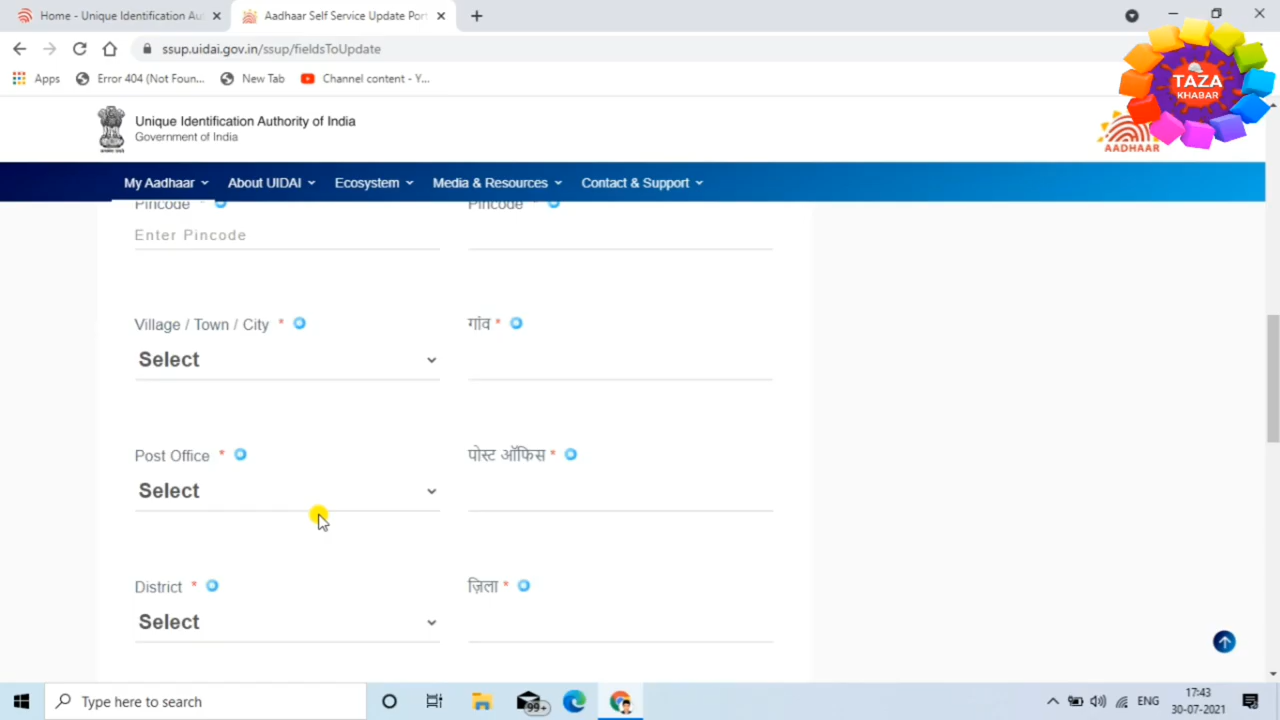 Home - Unique Identification Au
Aadhaar Self Service Update Port
ssup.uidai.gov.in/ssup/fieldsToUpdate
Apps
Error 404 (Not Foun...
New Tab
Channel content - Y...
TAZA
KHABAR
Unique Identification Authority of India
Government of India
AADHAAR
My Aadhaar
About UIDAI
Ecosystem
Media & Resources
Contact & Support
Pincode *
Pincode *
Enter Pincode
Village / Town / City *
गांव *
Select
Post Office *
पोस्ट ऑफिस *
Select
District *
ज़िला *
Select
Type here to search
99+
ENG
17:43
30-07-2021